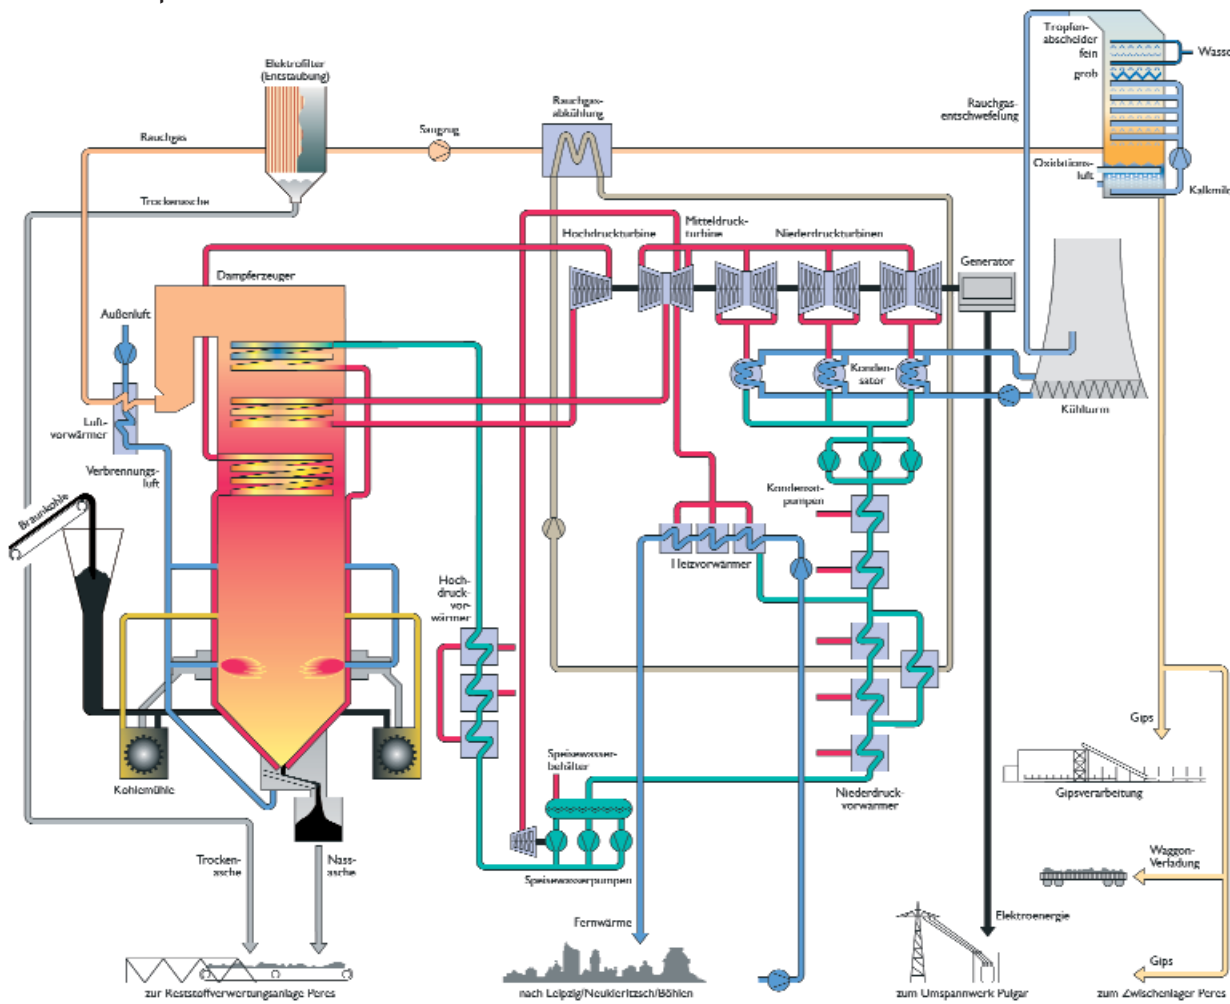 Elektrofilter
(Entstaubung)
Rauchgas
Saugzug
Rauchgas-
abkühlung
Tropfen-
abscheider
fein
grob
Wasse
Rauchgas-
entschwefelung
Oxidations-
luft
Kalkmilc
Trockenasche
Hochdruckturbine
Mitteldruck-
turbine
Niederdruckturbinen
Generator
Dampferzeuger
Außenluft
Luft-
vorwärmer
Verbrennungs-
luft
Konden-
sator
Kühlturm
Braunkohle
Kondensat-
pumpen
Heizvorwärmer
Hoch-
druck-
vor-
wärmer
Kohlemühle
Speisewasser-
behälter
Niederdruck-
vorwärmer
Gips
Gipsverarbeitung
Trocken-
asche
Nass-
asche
Speisewasserpumpen
Waggon-
Verladung
Fernwärme
Elektroenergie
Gips
zur Reststoffverwertungsanlage Peres
nach Leipzig/Neukieritzsch/Böhlen
zum Umspannwerk Pulgar
zum Zwischenlager Peres